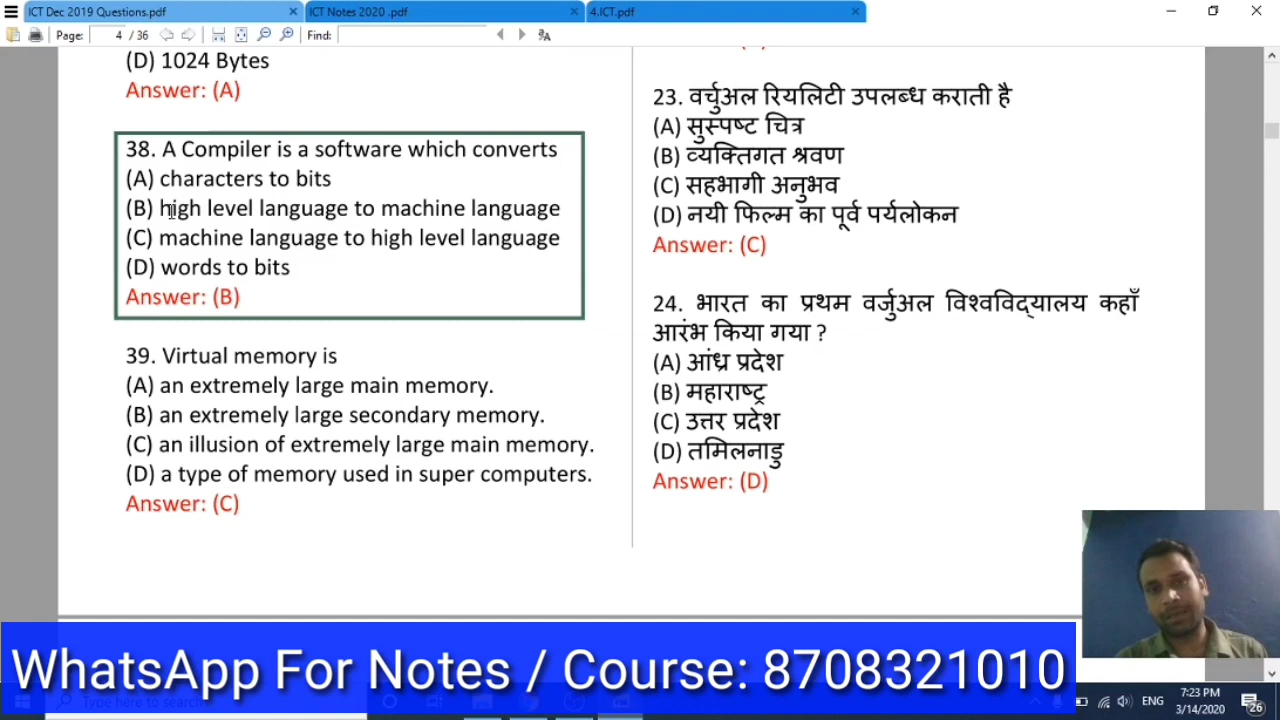 ICT Dec 2019 Questions.pdf
ICT Notes 2020 .pdf
4.ICT.pdf
Page: 4 / 36
Find:
(D) 1024 Bytes
Answer: (A)
38. A Compiler is a software which converts
(A) characters to bits
(B) high level language to machine language
(C) machine language to high level language
(D) words to bits
Answer: (B)
39. Virtual memory is
(A) an extremely large main memory.
(B) an extremely large secondary memory.
(C) an illusion of extremely large main memory.
(D) a type of memory used in super computers.
Answer: (C)
23. वर्चुअल रियलिटी उपलब्ध कराती है
(A) सुस्पष्ट चित्र
(B) व्यक्तिगत श्रवण
(C) सहभागी अनुभव
(D) नयी फिल्म का पूर्व पर्यलोकन
Answer: (C)
24. भारत का प्रथम वर्जुअल विश्वविद्यालय कहाँ
आरंभ किया गया ?
(A) आंध्र प्रदेश
(B) महाराष्ट्र
(C) उत्तर प्रदेश
(D) तमिलनाडु
Answer: (D)
WhatsApp For Notes / Course: 8708321010
Type here to search
ENG
7:23 PM
3/14/2020
26